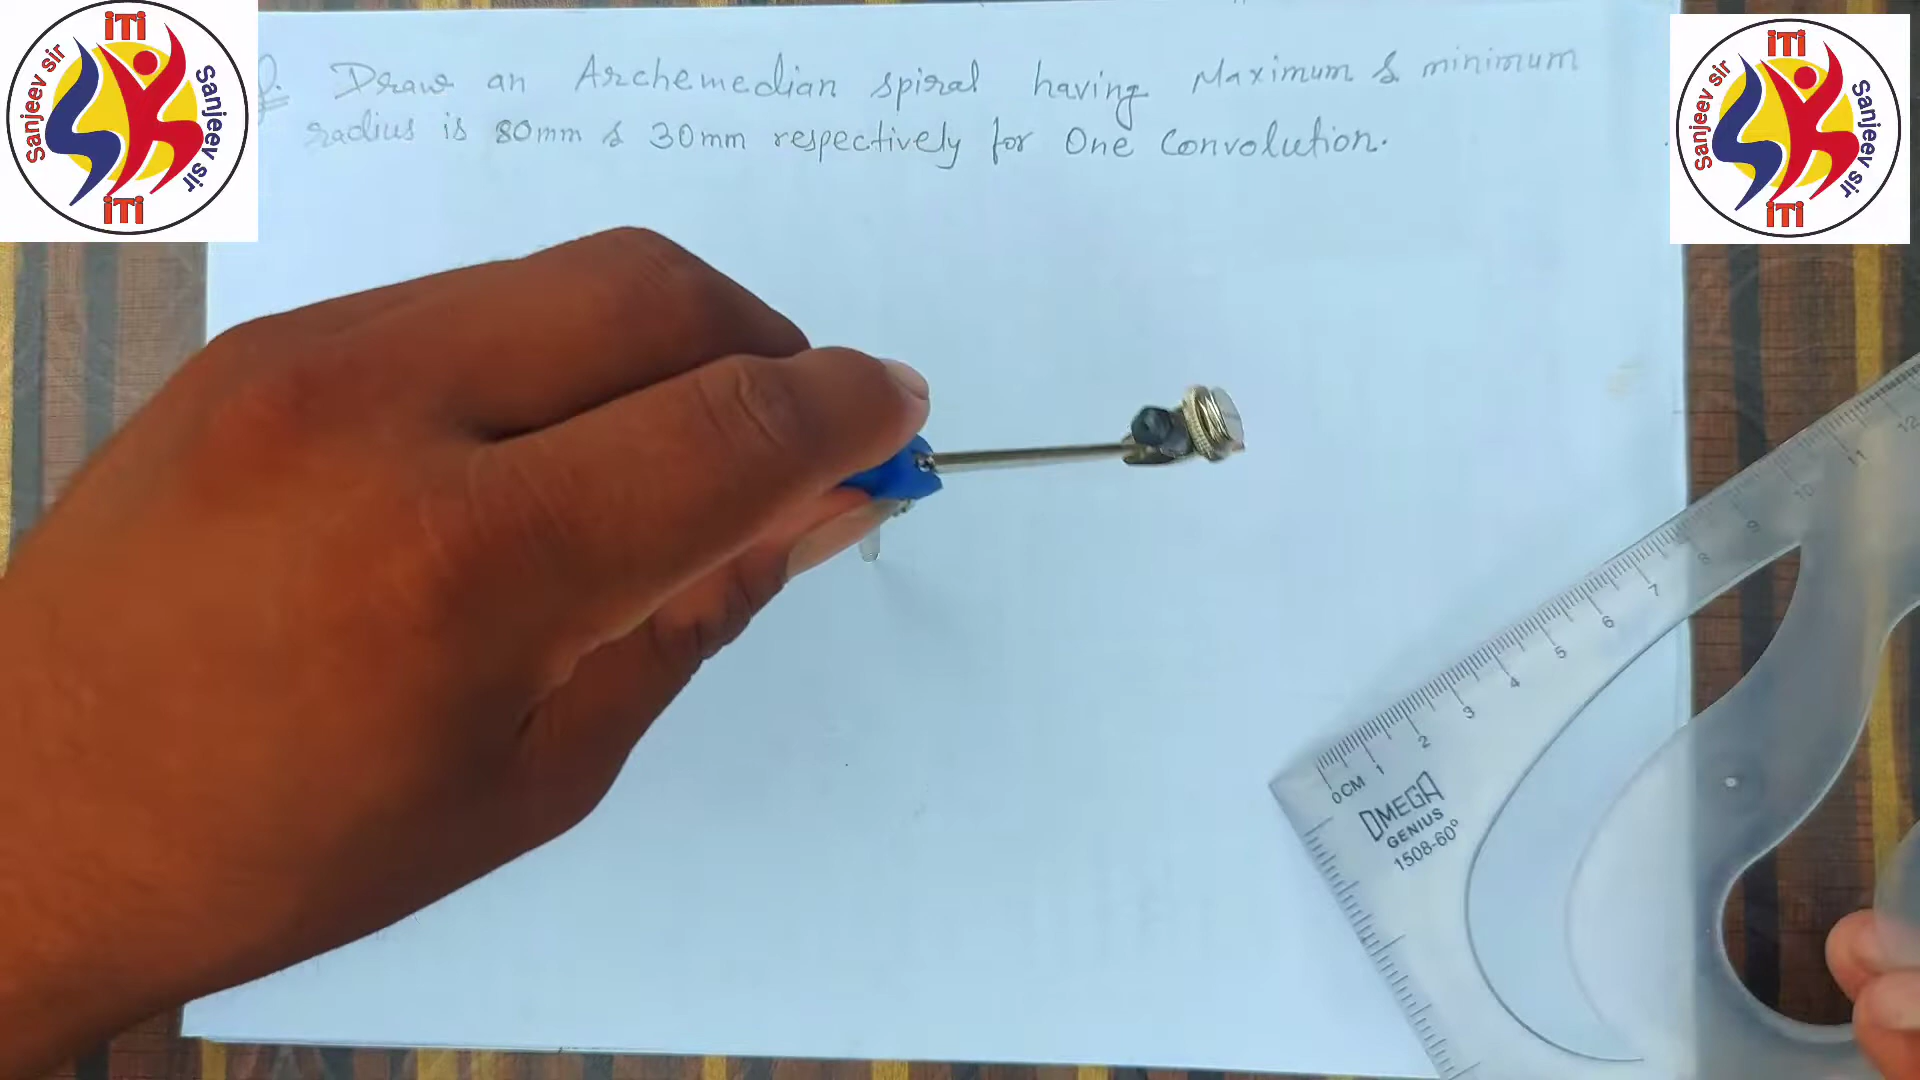 iTi
Sanjeev sir
Sanjeev sir
iTi
Q. Draw an Archemedian spiral having Maximum & minimum
radius is 80mm & 30mm respectively for One Convolution.
iTi
Sanjeev sir
Sanjeev sir
iTi
0CM 1 2 3 4 5 6 7 8 9 10 11 12
OMEGA
GENIUS
1508-60°